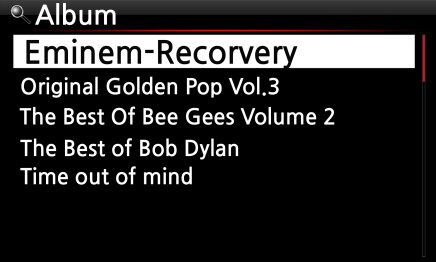 Album
Eminem-Recorvery
Original Golden Pop Vol.3
The Best Of Bee Gees Volume 2
The Best of Bob Dylan
Time out of mind